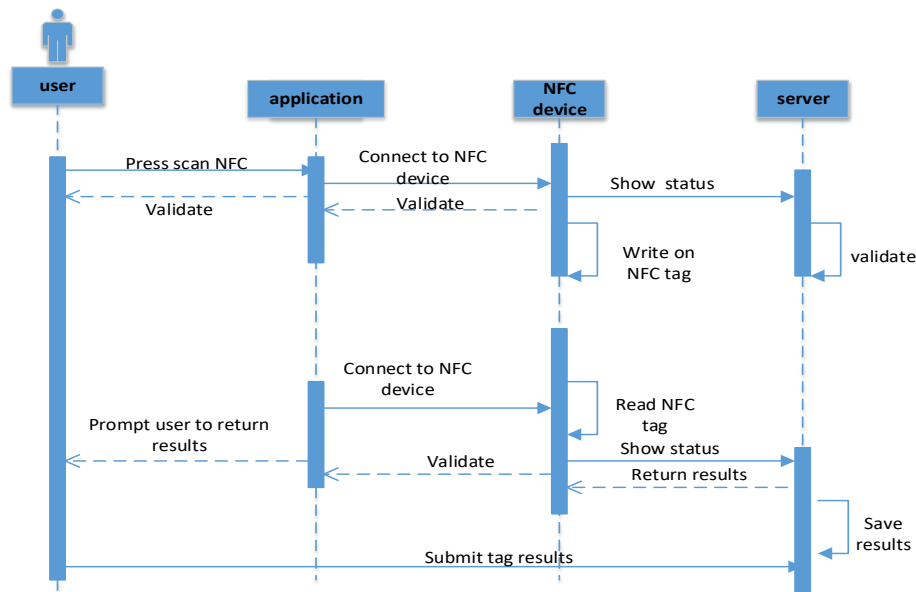 user
application
NFC
device
server
Press scan NFC
Connect to NFC
device
Show  status
Validate
Validate
Write on
NFC tag
validate
Connect to NFC
device
Read NFC
tag
Prompt user to return
results
Validate
Show status
Return results
Save
results
Submit tag results